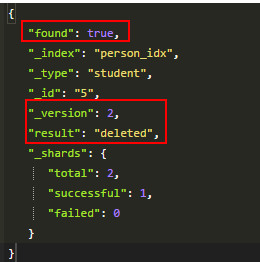 {
"found": true,
"_index": "person_idx",
"_type": "student",
"_id": "5",
"_version": 2,
"result": "deleted",
"_shards": {
"total": 2,
"successful": 1,
"failed": 0
}
}